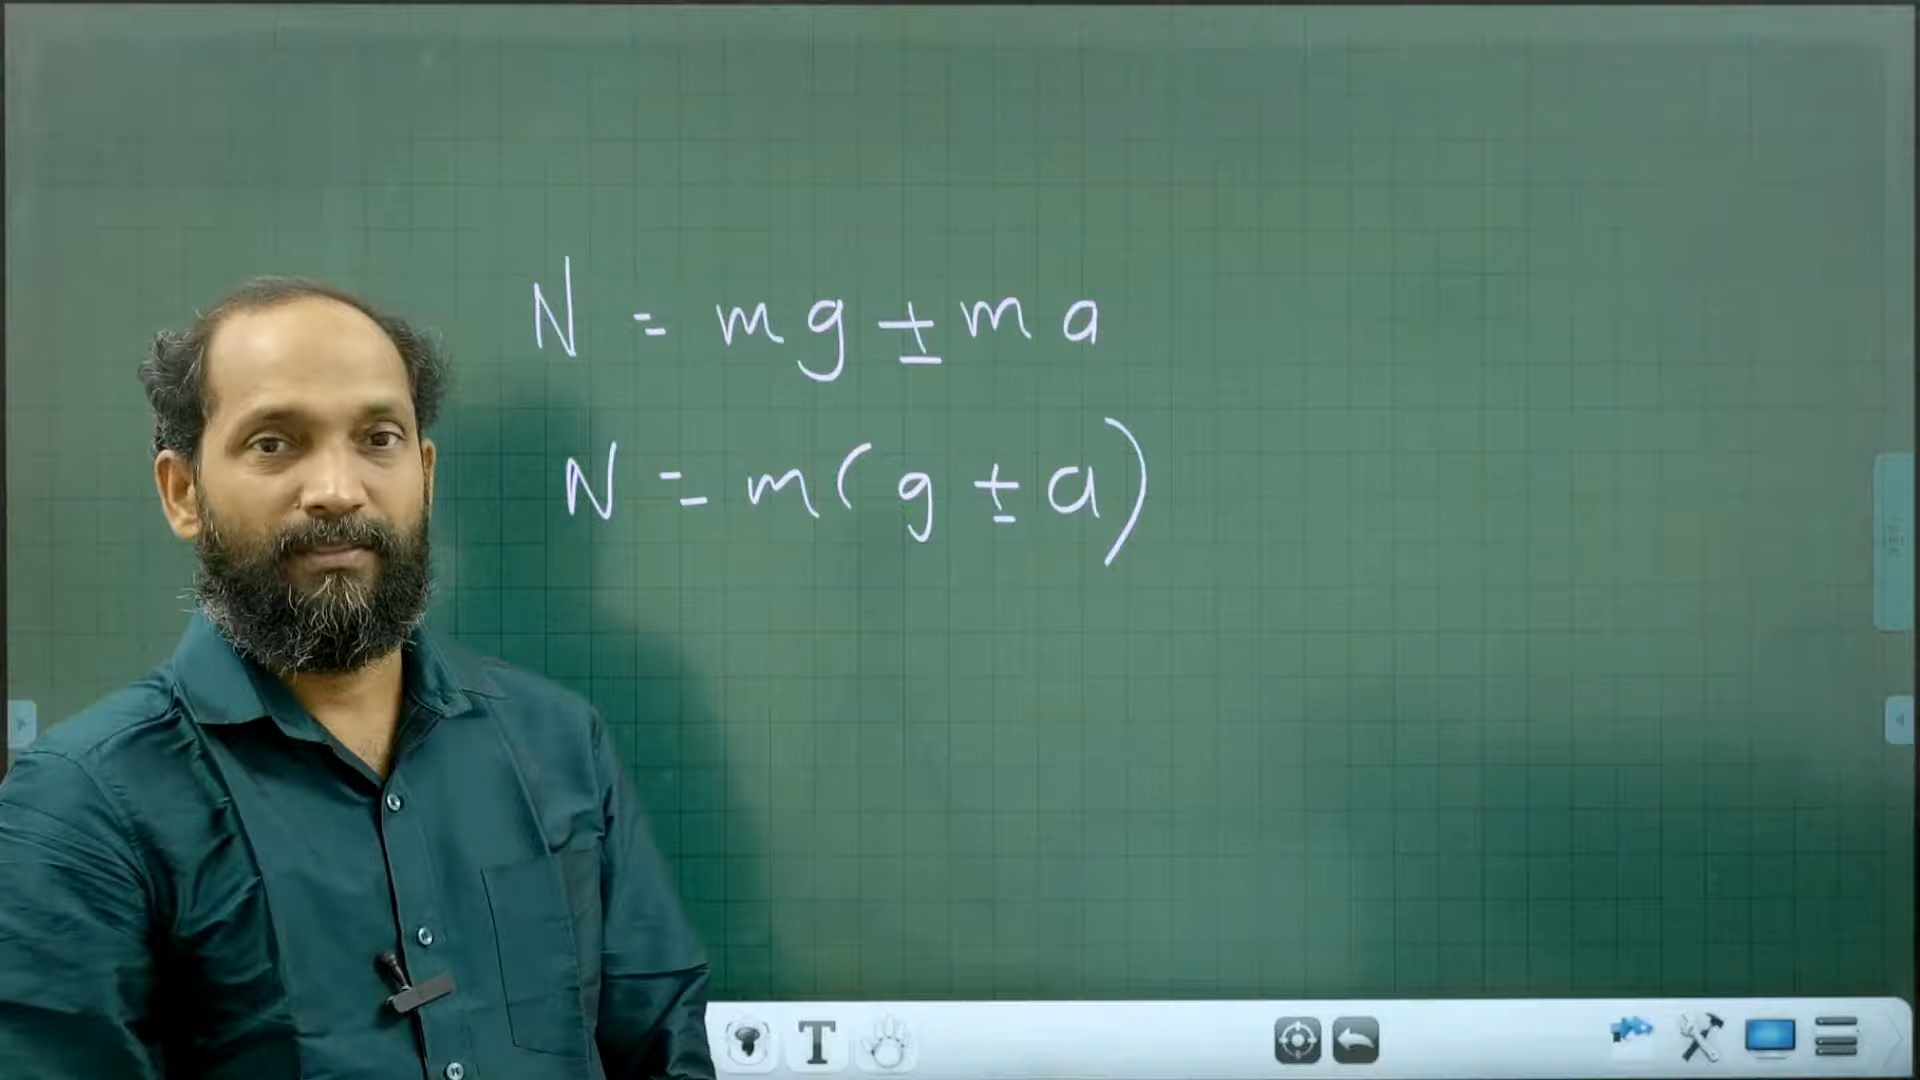 N = mg ± ma
N = m(g ± a)
T